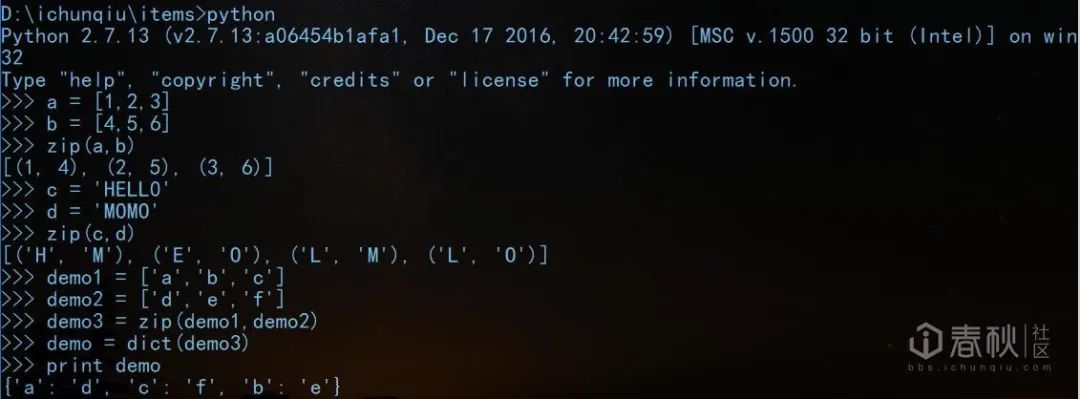 D:\ichunqiu\items>python
Python 2.7.13 (v2.7.13:a06454b1afa1, Dec 17 2016, 20:42:59) [MSC v.1500 32 bit (Intel)] on win
32
Type "help", "copyright", "credits" or "license" for more information.
>>> a = [1,2,3]
>>> b = [4,5,6]
>>> zip(a,b)
[(1, 4), (2, 5), (3, 6)]
>>> c = 'HELLO'
>>> d = 'MOMO'
>>> zip(c,d)
[('H', 'M'), ('E', 'O'), ('L', 'M'), ('L', 'O')]
>>> demo1 = ['a','b','c']
>>> demo2 = ['d','e','f']
>>> demo3 = zip(demo1,demo2)
>>> demo = dict(demo3)
>>> print demo
{'a': 'd', 'c': 'f', 'b': 'e'}
春秋 社区
bbs.ichunqiu.com